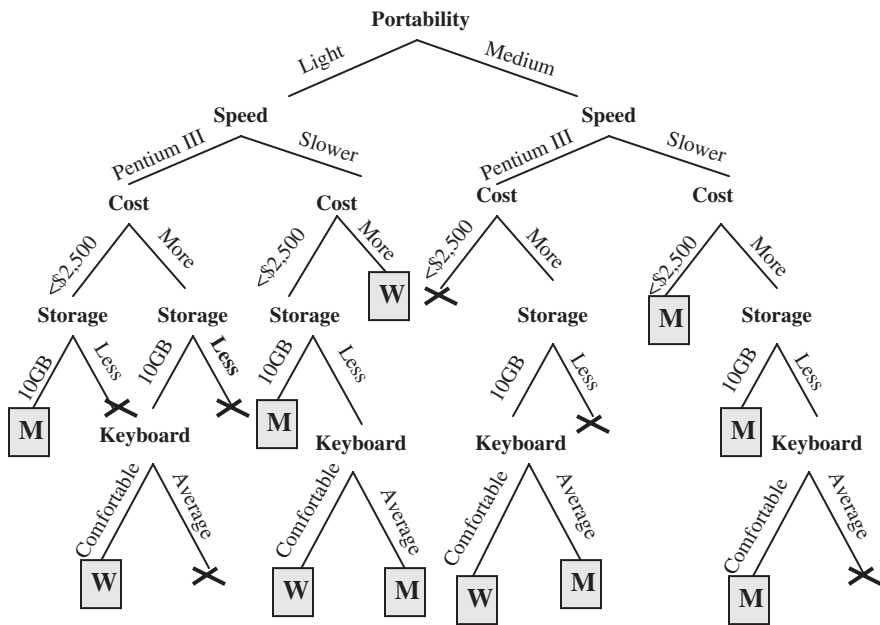 Portability
Light Medium
Speed Speed
Pentium III Slower Pentium III Slower
Cost Cost Cost Cost
<$2,500 More <$2,500 More <$2,500 More <$2,500 More
W M
Storage Storage Storage Storage Storage
10GB Less 10GB Less 10GB Less 10GB Less 10GB Less
M M M
Keyboard Keyboard Keyboard Keyboard
Comfortable Average Comfortable Average Comfortable Average Comfortable Average
W W M W M M